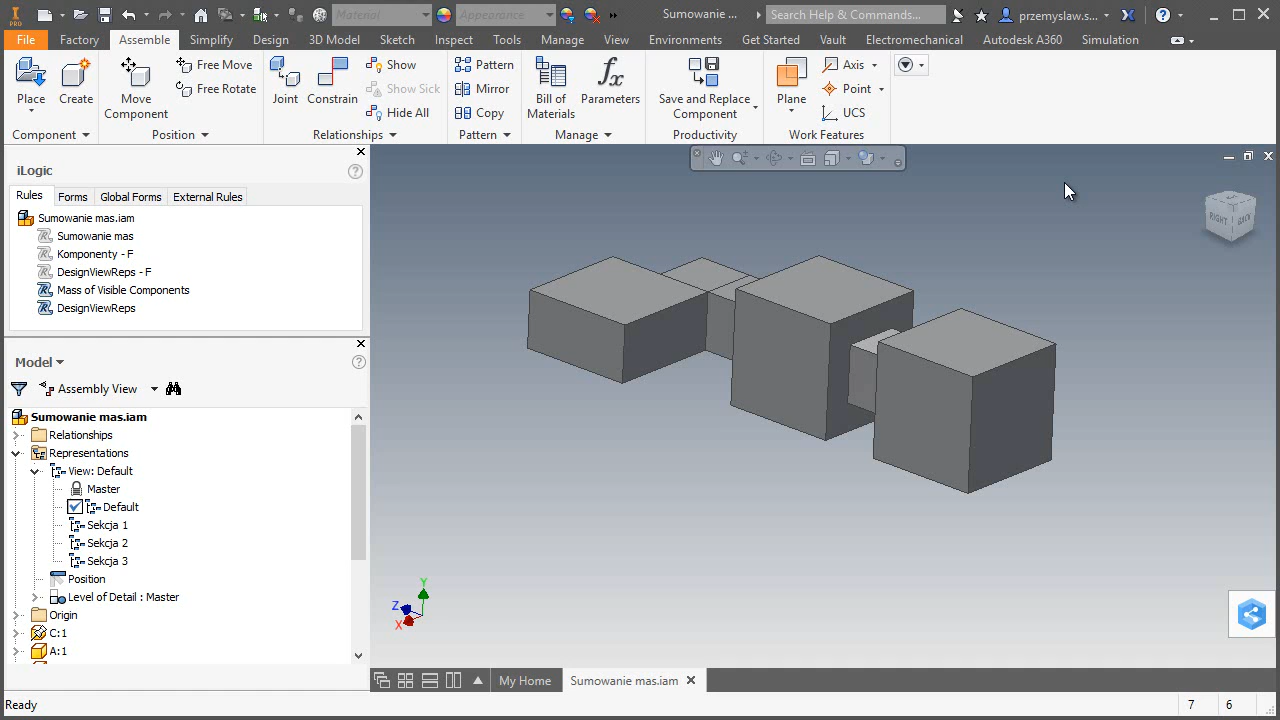 PRO Material Appearance Sumowanie ... Search Help & Commands... przemyslaw.s...
File Factory Assemble Simplify Design 3D Model Sketch Inspect Tools Manage View Environments Get Started Vault Electromechanical Autodesk A360 Simulation
Place Create Move Component Free Move Free Rotate Joint Constrain Show Show Sick Hide All Pattern Mirror Copy Bill of Materials Parameters Save and Replace Component Plane Axis Point UCS
Component Position Relationships Pattern Manage Productivity Work Features
iLogic
Rules Forms Global Forms External Rules
Sumowanie mas.iam
Sumowanie mas
Komponenty - F
DesignViewReps - F
Mass of Visible Components
DesignViewReps
RIGHT BACK
Model
Assembly View
Sumowanie mas.iam
Relationships
Representations
View: Default
Master
Default
Sekcja 1
Sekcja 2
Sekcja 3
Position
Level of Detail : Master
Origin
C:1
A:1
Y
Z
X
My Home Sumowanie mas.iam
Ready 7 6